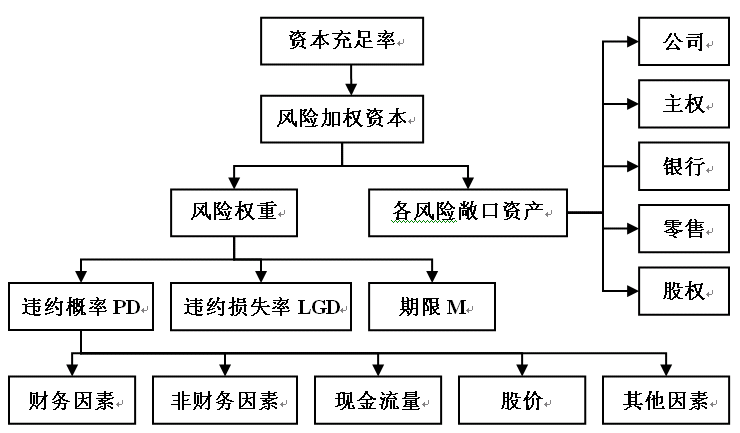 资本充足率
公司
风险加权资本
主权
银行
风险权重
各风险敞口资产
零售
股权
违约概率 PD
违约损失率 LGD
期限 M
财务因素
非财务因素
现金流量
股价
其他因素